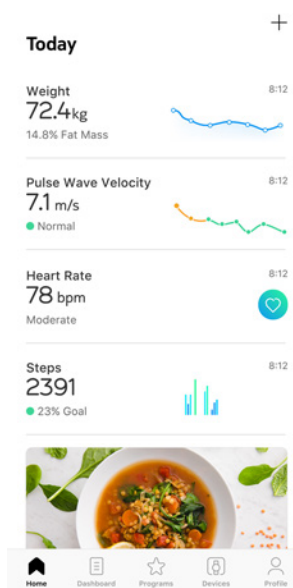 Today
Weight 8:12
72.4kg
14.8% Fat Mass
Pulse Wave Velocity 8:12
7.1 m/s
Normal
Heart Rate 8:12
78 bpm
Moderate
Steps 8:12
2391
23% Goal
Home Dashboard Programs Devices Profile